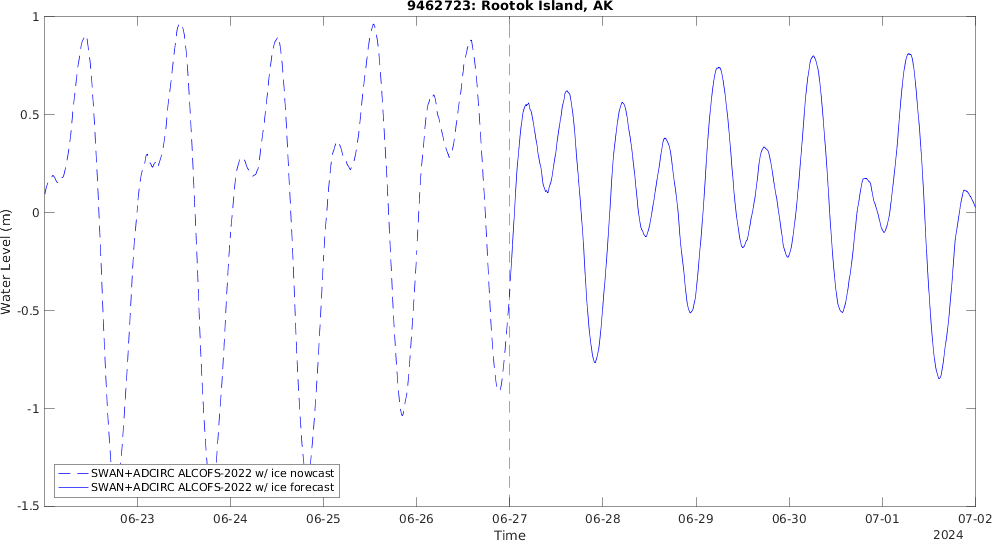 9462723: Rootok Island, AK
1
0.5
0
-0.5
-1
-1.5
Water Level (m)
SWAN+ADCIRC ALCOFS-2022 w/ ice nowcast
SWAN+ADCIRC ALCOFS-2022 w/ ice forecast
06-23 06-24 06-25 06-26 06-27 06-28 06-29 06-30 07-01 07-02
Time
2024